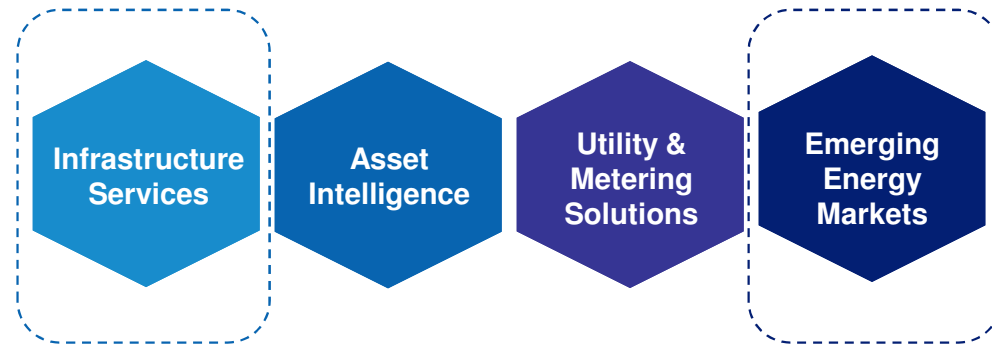 Infrastructure
Services
Asset
Intelligence
Utility &
Metering
Solutions
Emerging
Energy
Markets